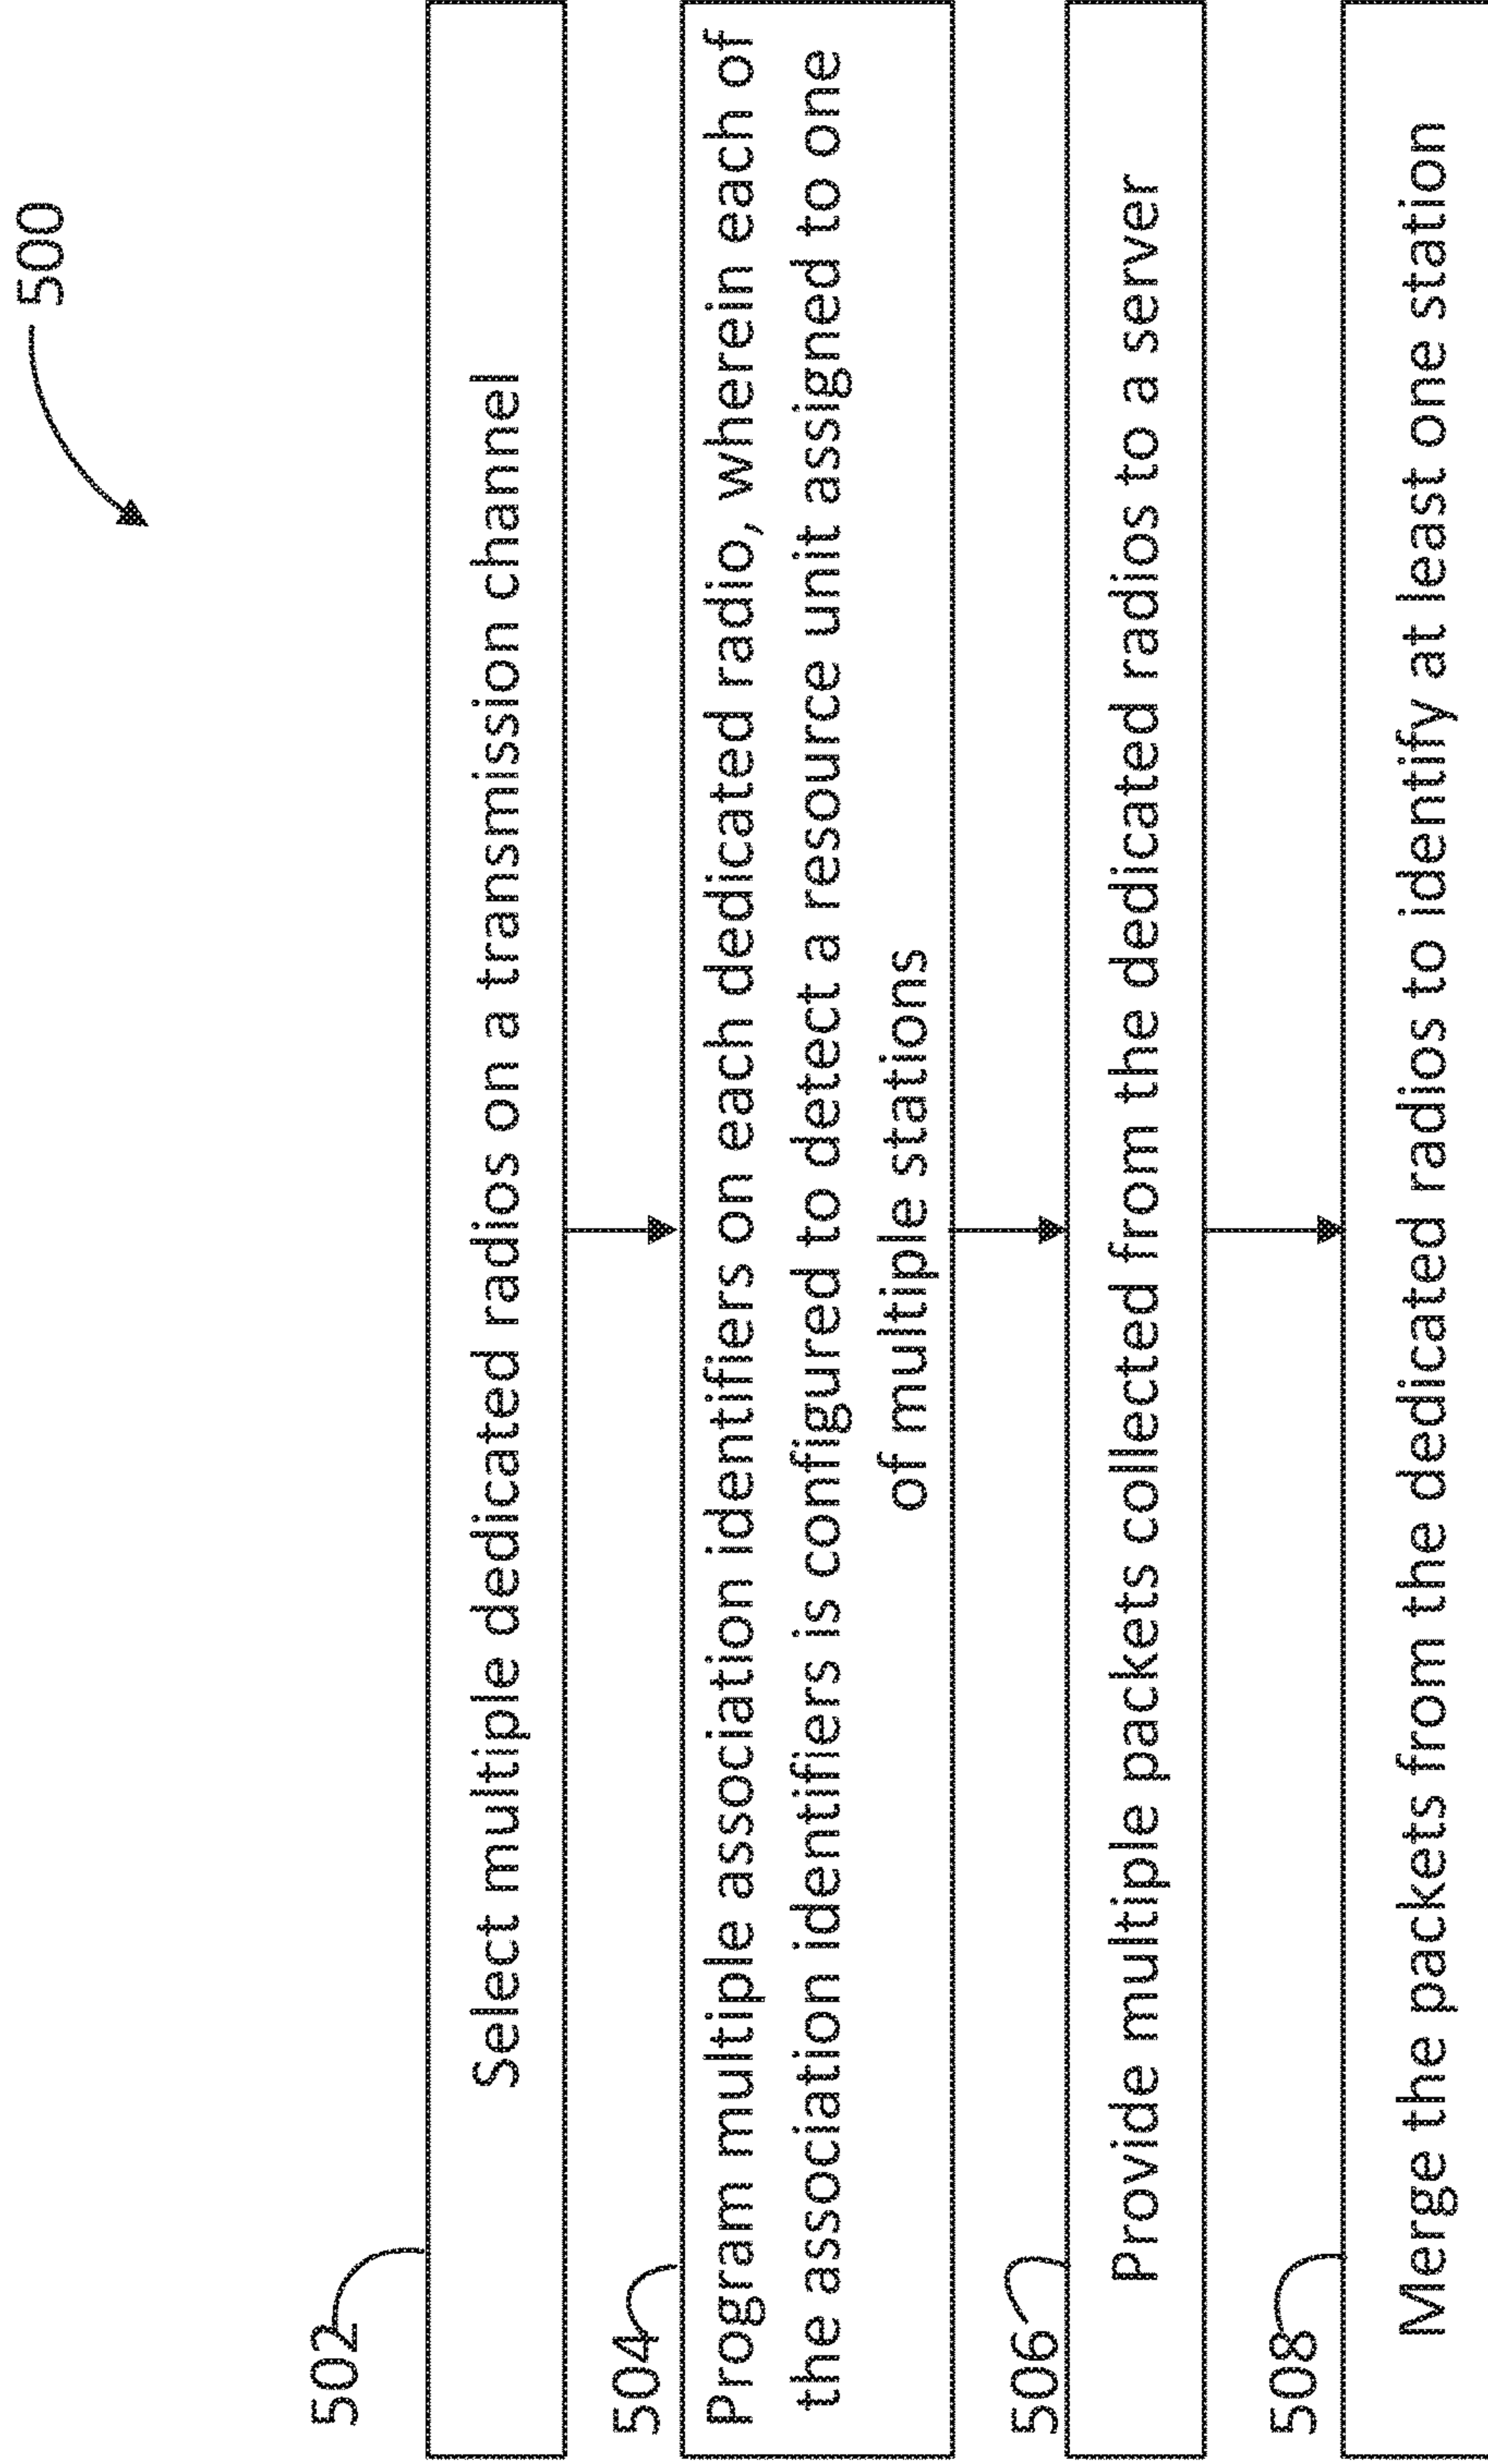 500
502
Select multiple dedicated radios on a transmission channel
504
Program multiple association identifiers on each dedicated radio, wherein each of
the association identifiers is configured to detect a resource unit assigned to one
of multiple stations
506
Provide multiple packets collected from the dedicated radios to a server
508
Merge the packets from the dedicated radios to identify at least one station